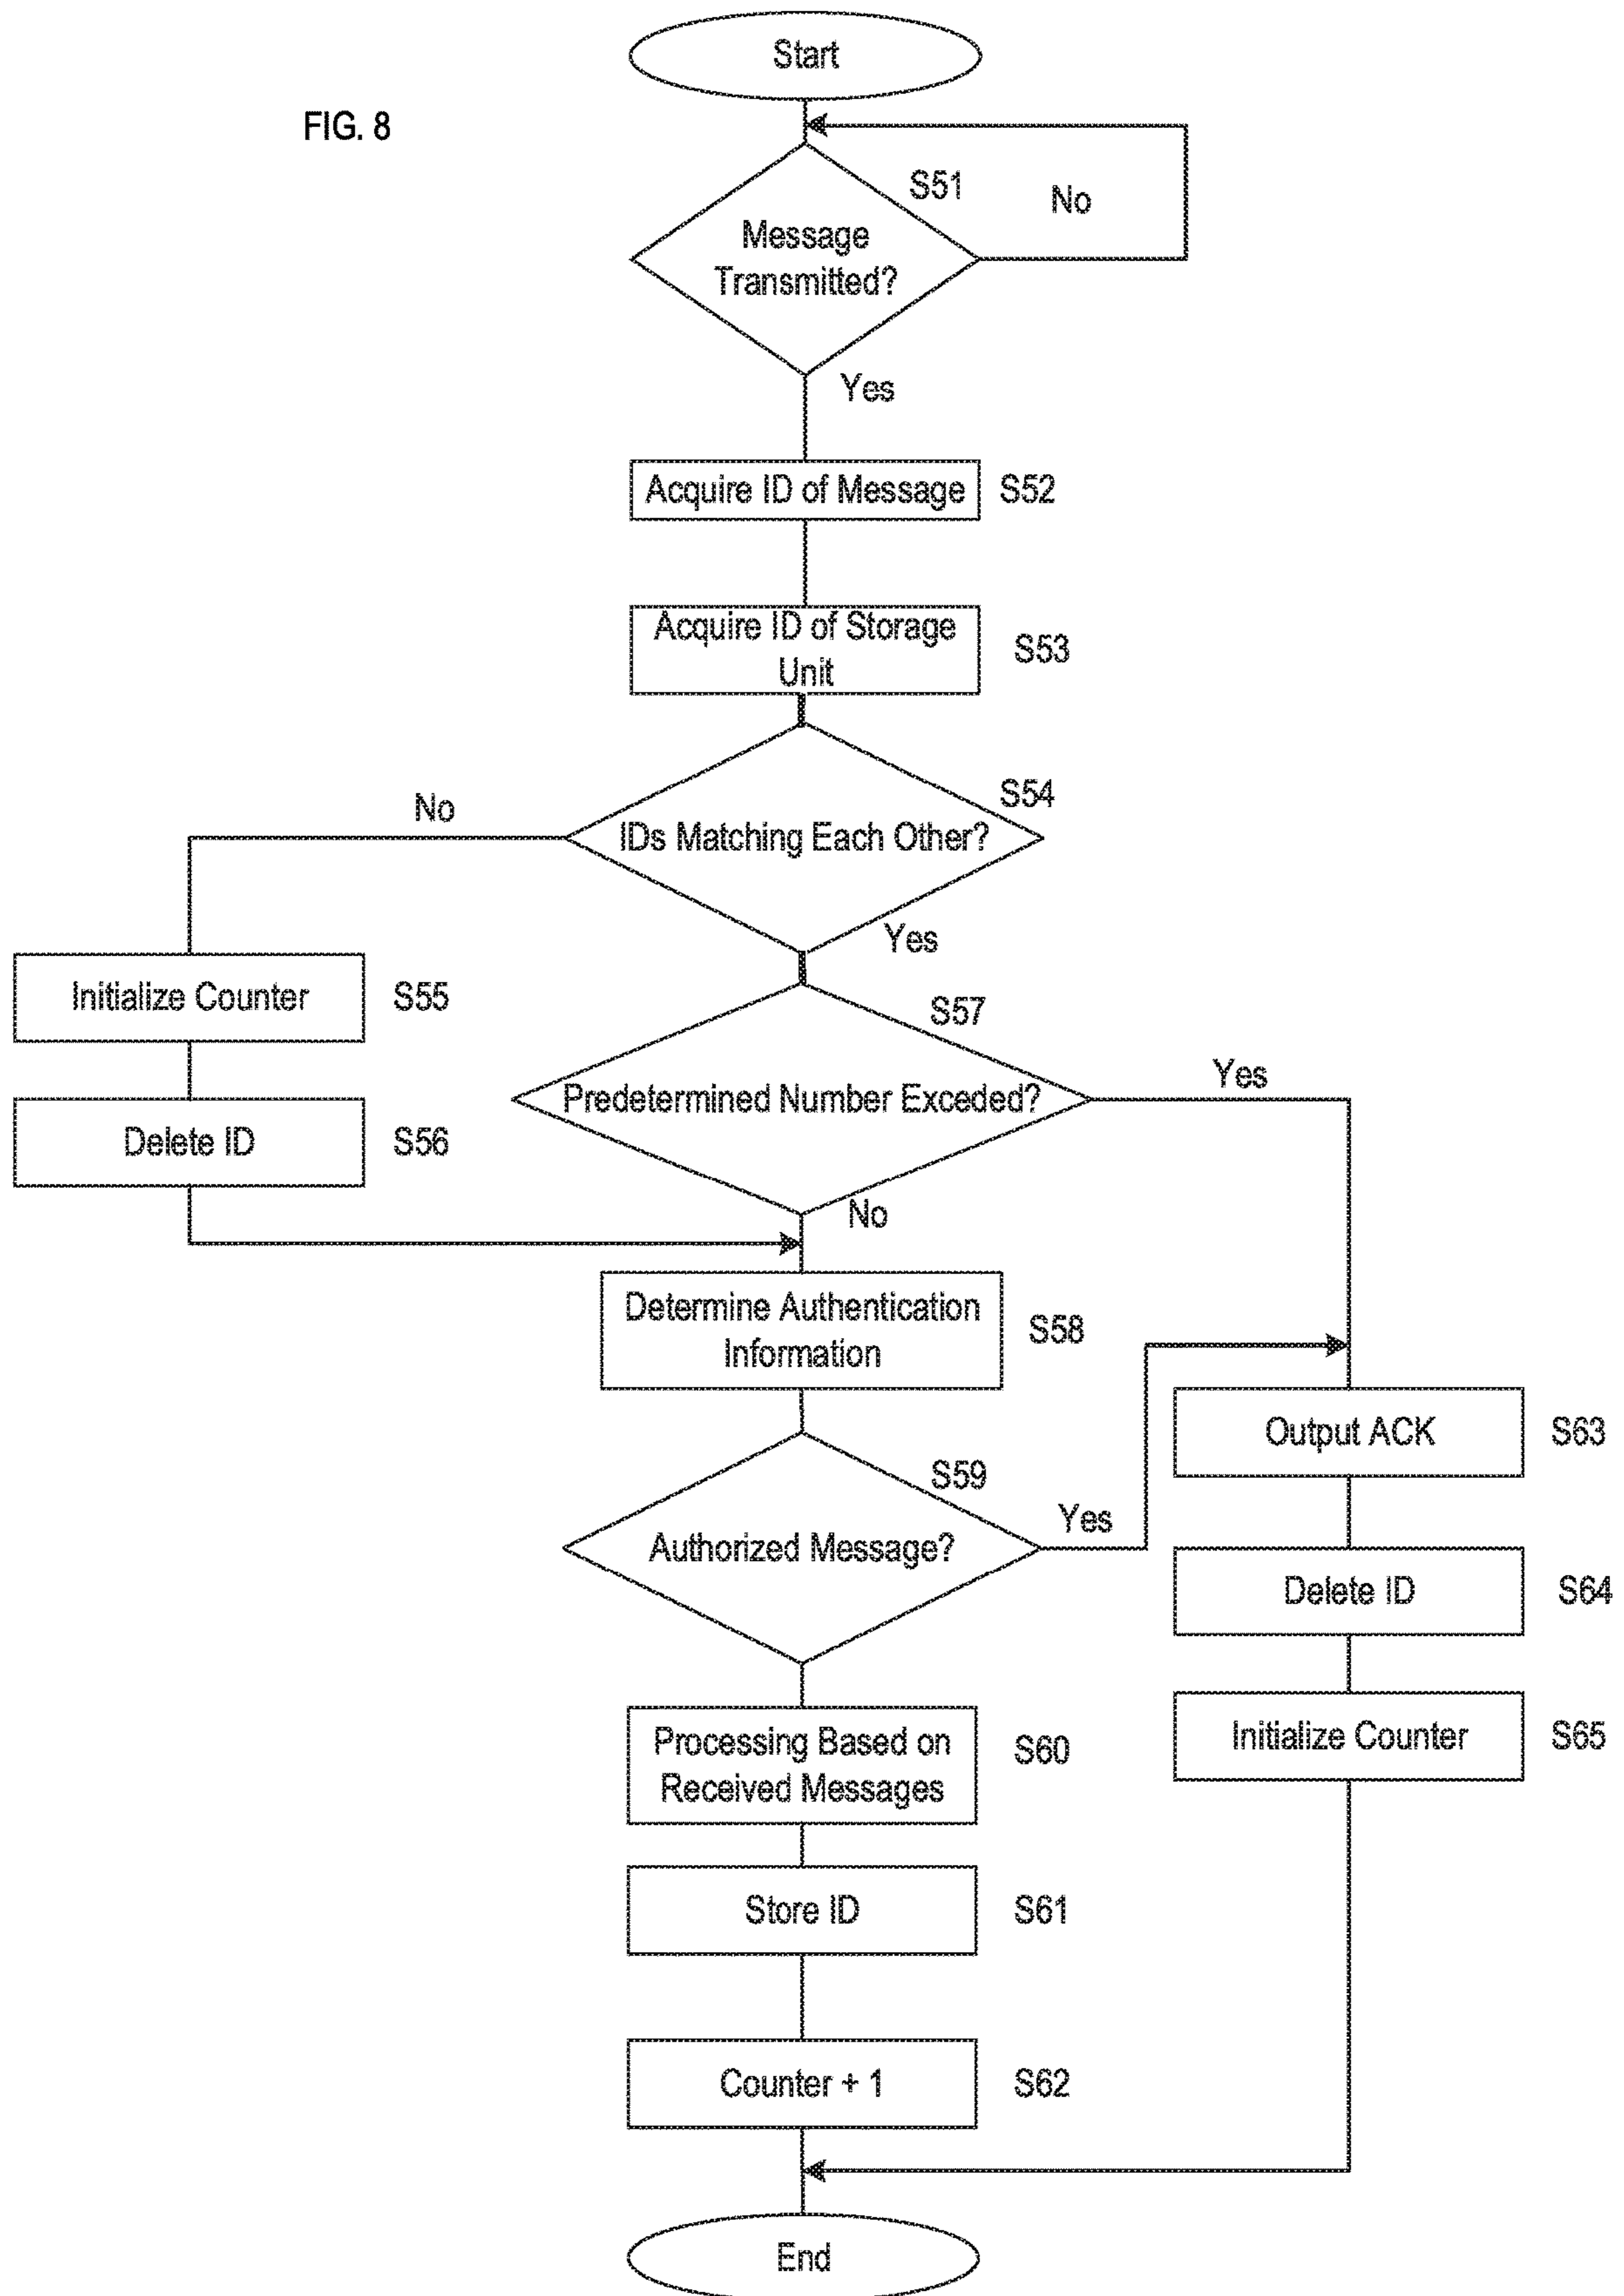 Start
FIG. 8
S51
No
Message
Transmitted?
Yes
Acquire ID of Message
S52
Acquire ID of Storage
Unit
S53
S54
No
IDs Matching Each Other?
Yes
Initialize Counter
S55
S57
Predetermined Number Exceded?
Yes
Delete ID
S56
No
Determine Authentication
Information
S58
Output ACK
S63
S59
Authorized Message?
Yes
Delete ID
S64
Processing Based on
Received Messages
S60
Initialize Counter
S65
Store ID
S61
Counter + 1
S62
End